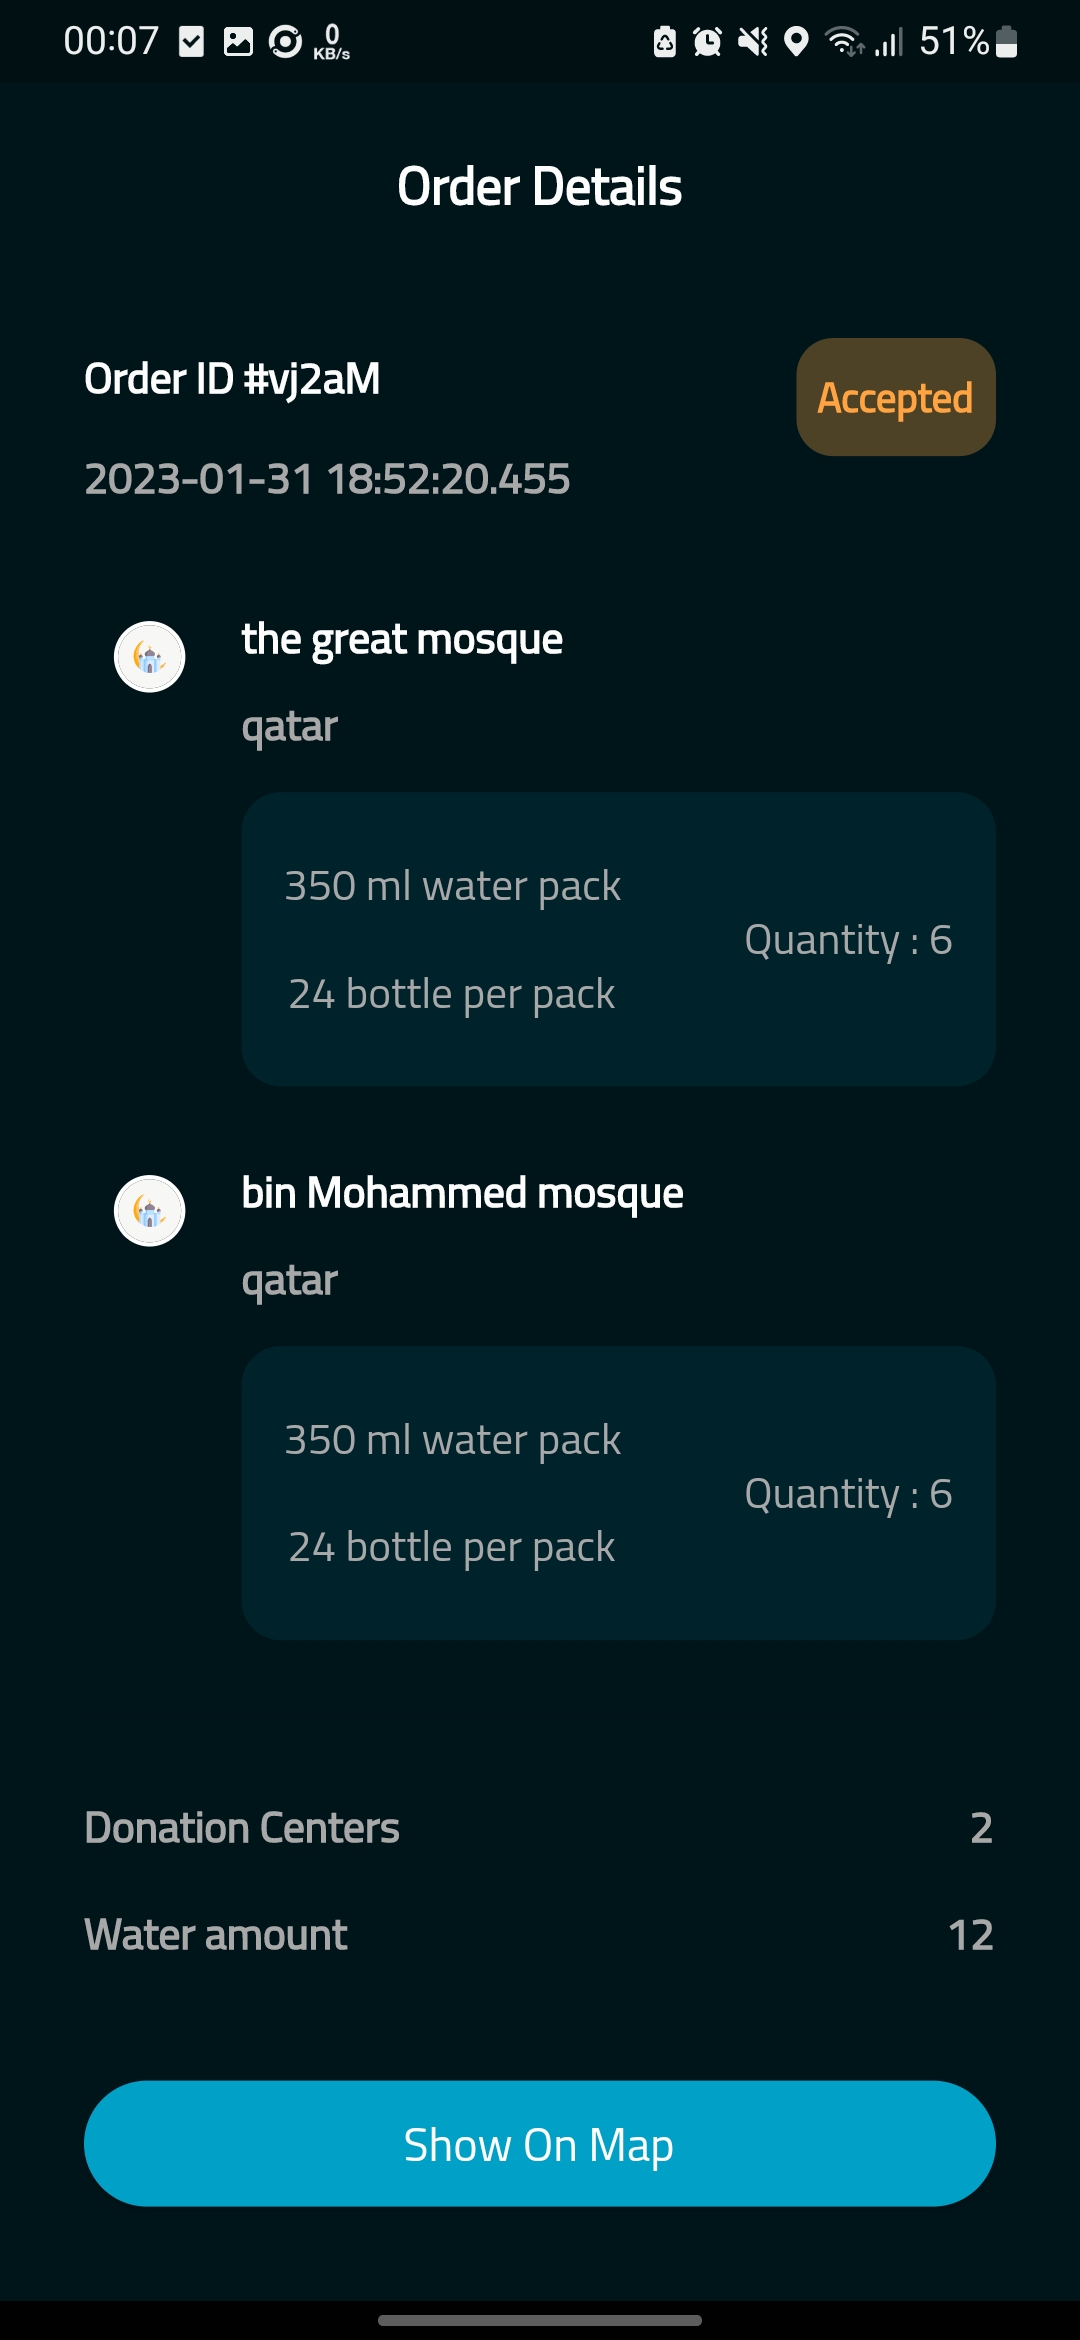 00:07
0
KB/s
51%
Order Details
Order ID #vj2aM
Accepted
2023-01-31 18:52:20.455
the great mosque
qatar
350 ml water pack
Quantity : 6
24 bottle per pack
bin Mohammed mosque
qatar
350 ml water pack
Quantity : 6
24 bottle per pack
Donation Centers 2
Water amount 12
Show On Map